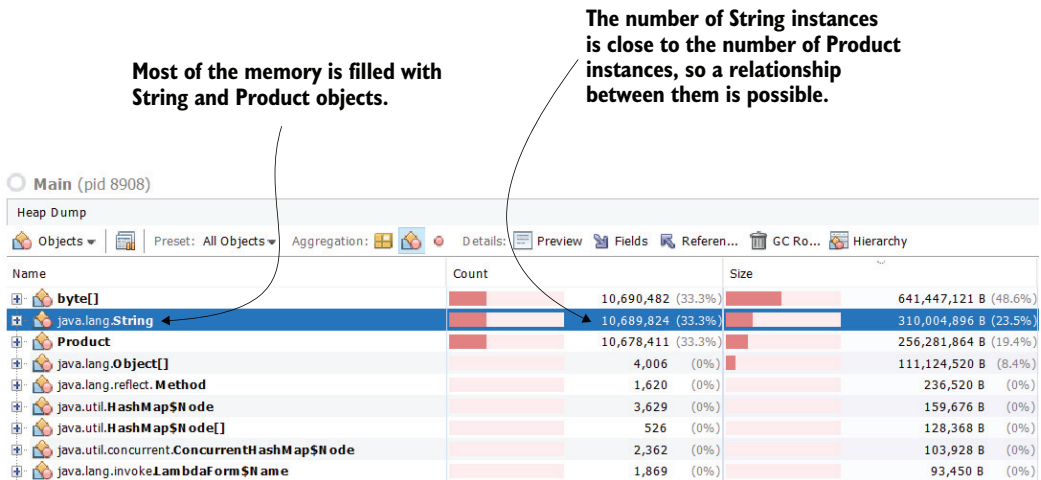 The number of String instances
is close to the number of Product
instances, so a relationship
between them is possible.
Most of the memory is filled with
String and Product objects.
Main (pid 8908)
Heap Dump
Objects Preset: All Objects Aggregation: Details: Preview Fields Referen... GC Ro... Hierarchy
Name Count Size
byte[] 10,690,482 (33.3%) 641,447,121 B (48.6%)
java.lang.String 10,689,824 (33.3%) 310,004,896 B (23.5%)
Product 10,678,411 (33.3%) 256,281,864 B (19.4%)
java.lang.Object[] 4,006 (0%) 111,124,520 B (8.4%)
java.lang.reflect.Method 1,620 (0%) 236,520 B (0%)
java.util.HashMap$Node 3,629 (0%) 159,676 B (0%)
java.util.HashMap$Node[] 526 (0%) 128,368 B (0%)
java.util.concurrent.ConcurrentHashMap$Node 2,362 (0%) 103,928 B (0%)
java.lang.invoke.LambdaForm$Name 1,869 (0%) 93,450 B (0%)